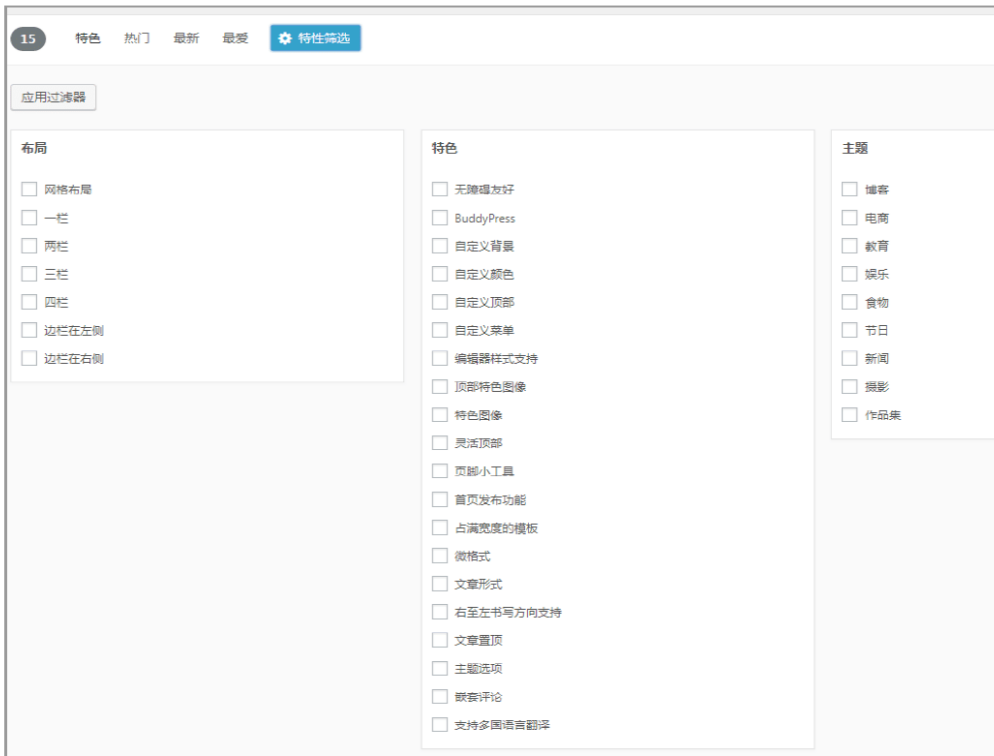 15 特色 热门 最新 最爱 特性筛选
应用过滤器
布局
网格布局
一栏
两栏
三栏
四栏
边栏在左侧
边栏在右侧
特色
无障碍友好
BuddyPress
自定义背景
自定义颜色
自定义顶部
自定义菜单
编辑器样式支持
顶部特色图像
特色图像
灵活顶部
页脚小工具
首页发布功能
占满宽度的模板
微格式
文章形式
右至左书写方向支持
文章置顶
主题选项
嵌套评论
支持多国语言翻译
主题
博客
电商
教育
娱乐
食物
节日
新闻
摄影
作品集